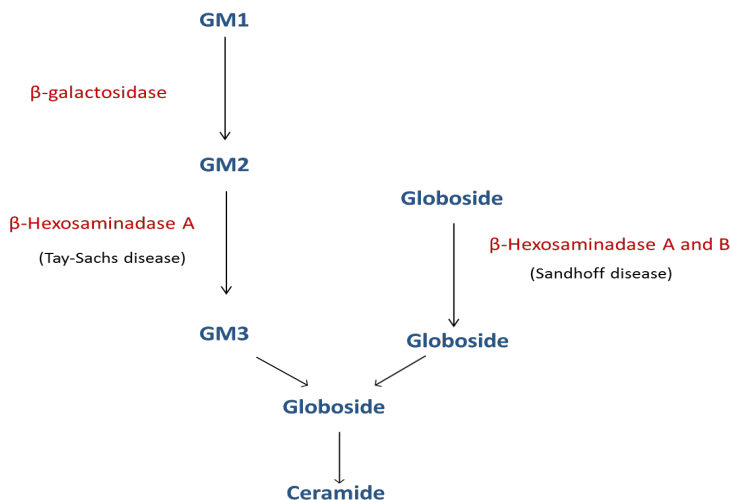 GM1
β-galactosidase
GM2
Globoside
β-Hexosaminadase A
(Tay-Sachs disease)
β-Hexosaminadase A and B
(Sandhoff disease)
GM3
Globoside
Globoside
Ceramide